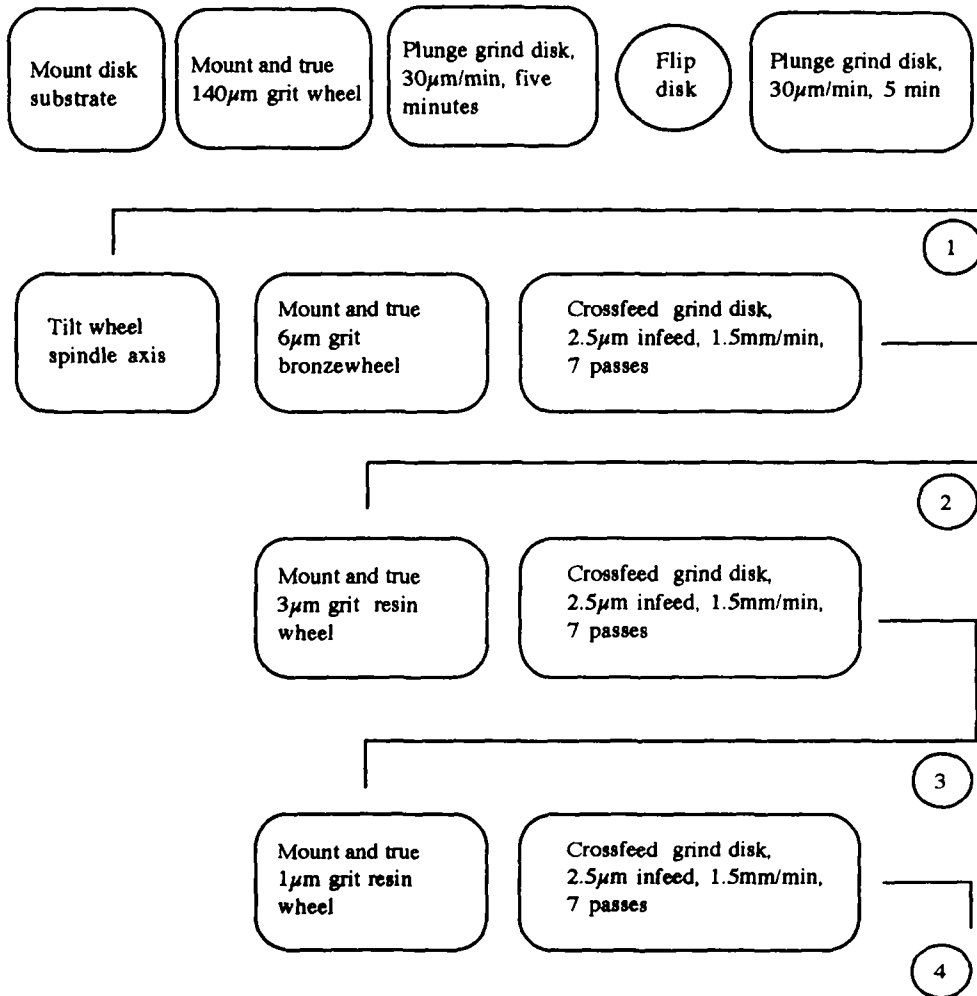 Mount disk
substrate
Mount and true
140µm grit wheel
Plunge grind disk,
30µm/min, five
minutes
Flip
disk
Plunge grind disk,
30µm/min, 5 min
1
Tilt wheel
spindle axis
Mount and true
6µm grit
bronzewheel
Crossfeed grind disk,
2.5µm infeed, 1.5mm/min,
7 passes
2
Mount and true
3µm grit resin
wheel
Crossfeed grind disk,
2.5µm infeed, 1.5mm/min,
7 passes
3
Mount and true
1µm grit resin
wheel
Crossfeed grind disk,
2.5µm infeed, 1.5mm/min,
7 passes
4